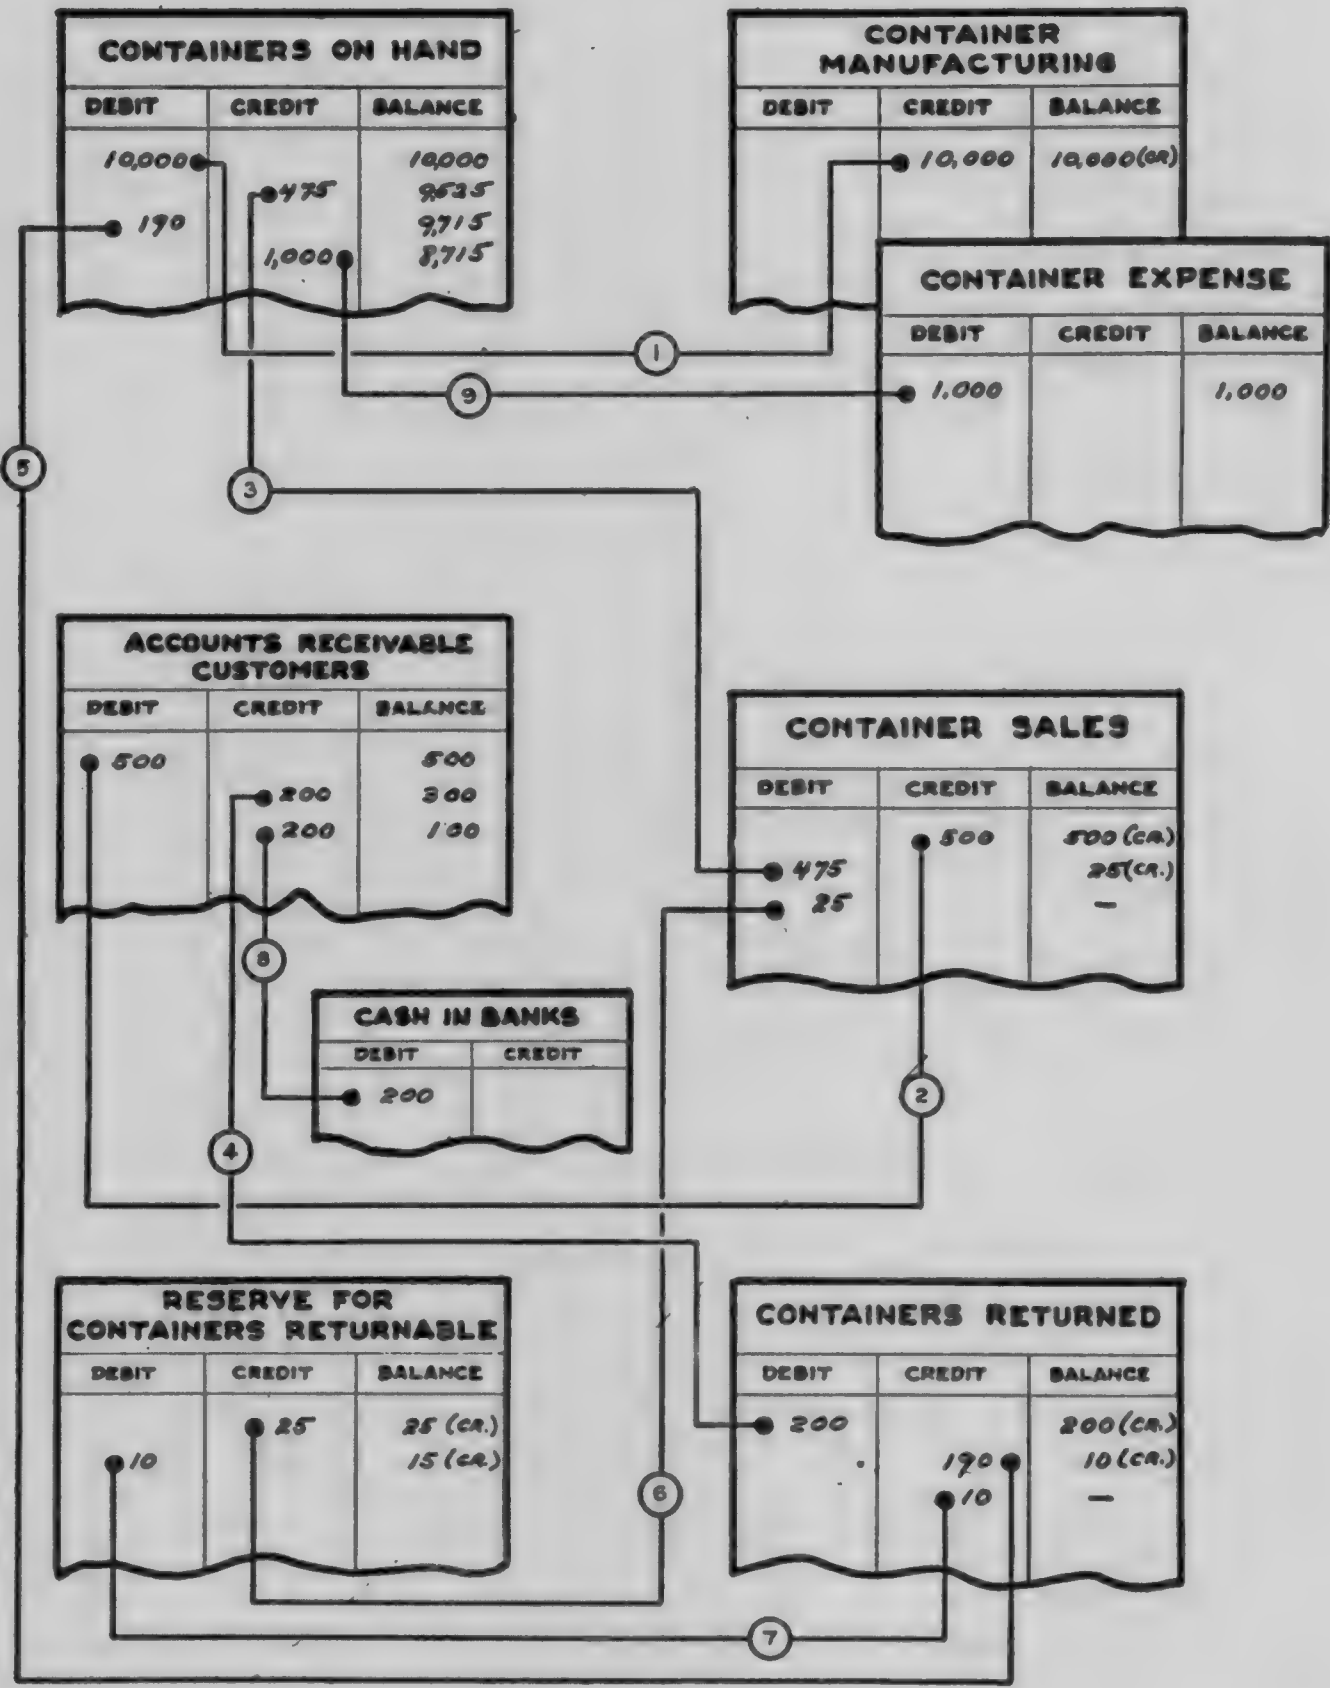 CONTAINERS ON HAND
DEBIT CREDIT BALANCE
10,000 10,000
475 9,525
190 9,715
1,000 8,715
CONTAINER
MANUFACTURING
DEBIT CREDIT BALANCE
10,000 10,000 (CR)
CONTAINER EXPENSE
DEBIT CREDIT BALANCE
1,000 1,000
1
9
5
3
ACCOUNTS RECEIVABLE
CUSTOMERS
DEBIT CREDIT BALANCE
500 500
200 300
200 100
CONTAINER SALES
DEBIT CREDIT BALANCE
500 500 (CR.)
475 25 (CR.)
25 —
8
CASH IN BANKS
DEBIT CREDIT
200
2
4
RESERVE FOR
CONTAINERS RETURNABLE
DEBIT CREDIT BALANCE
25 25 (CR.)
10 15 (CR.)
CONTAINERS RETURNED
DEBIT CREDIT BALANCE
200 200 (CR.)
190 10 (CR.)
10 —
6
7